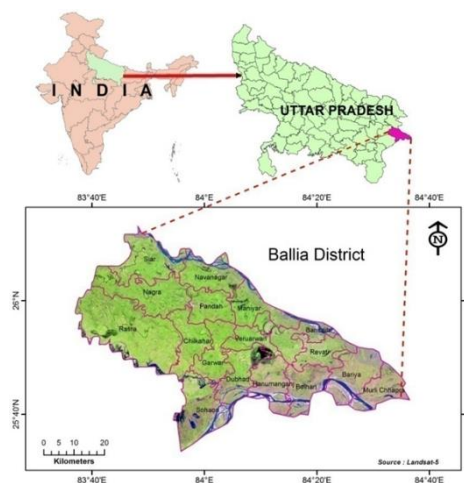 INDIA
UTTAR PRADESH
83°40'E
84°E
84°20'E
84°40'E
Ballia District
N
26°N
25°40'N
Siar
Navanagar
Nagra
Pandah
Maniyar
Rasra
Chilkahar
Bansdih
Garwar
Revati
Dubhad
Hanumanganj
Belhari
Bariya
Murli Chhapra
Sohaon
0 5 10 20
Kilometers
Source : Landsat-5
83°40'E
84°E
84°20'E
84°40'E